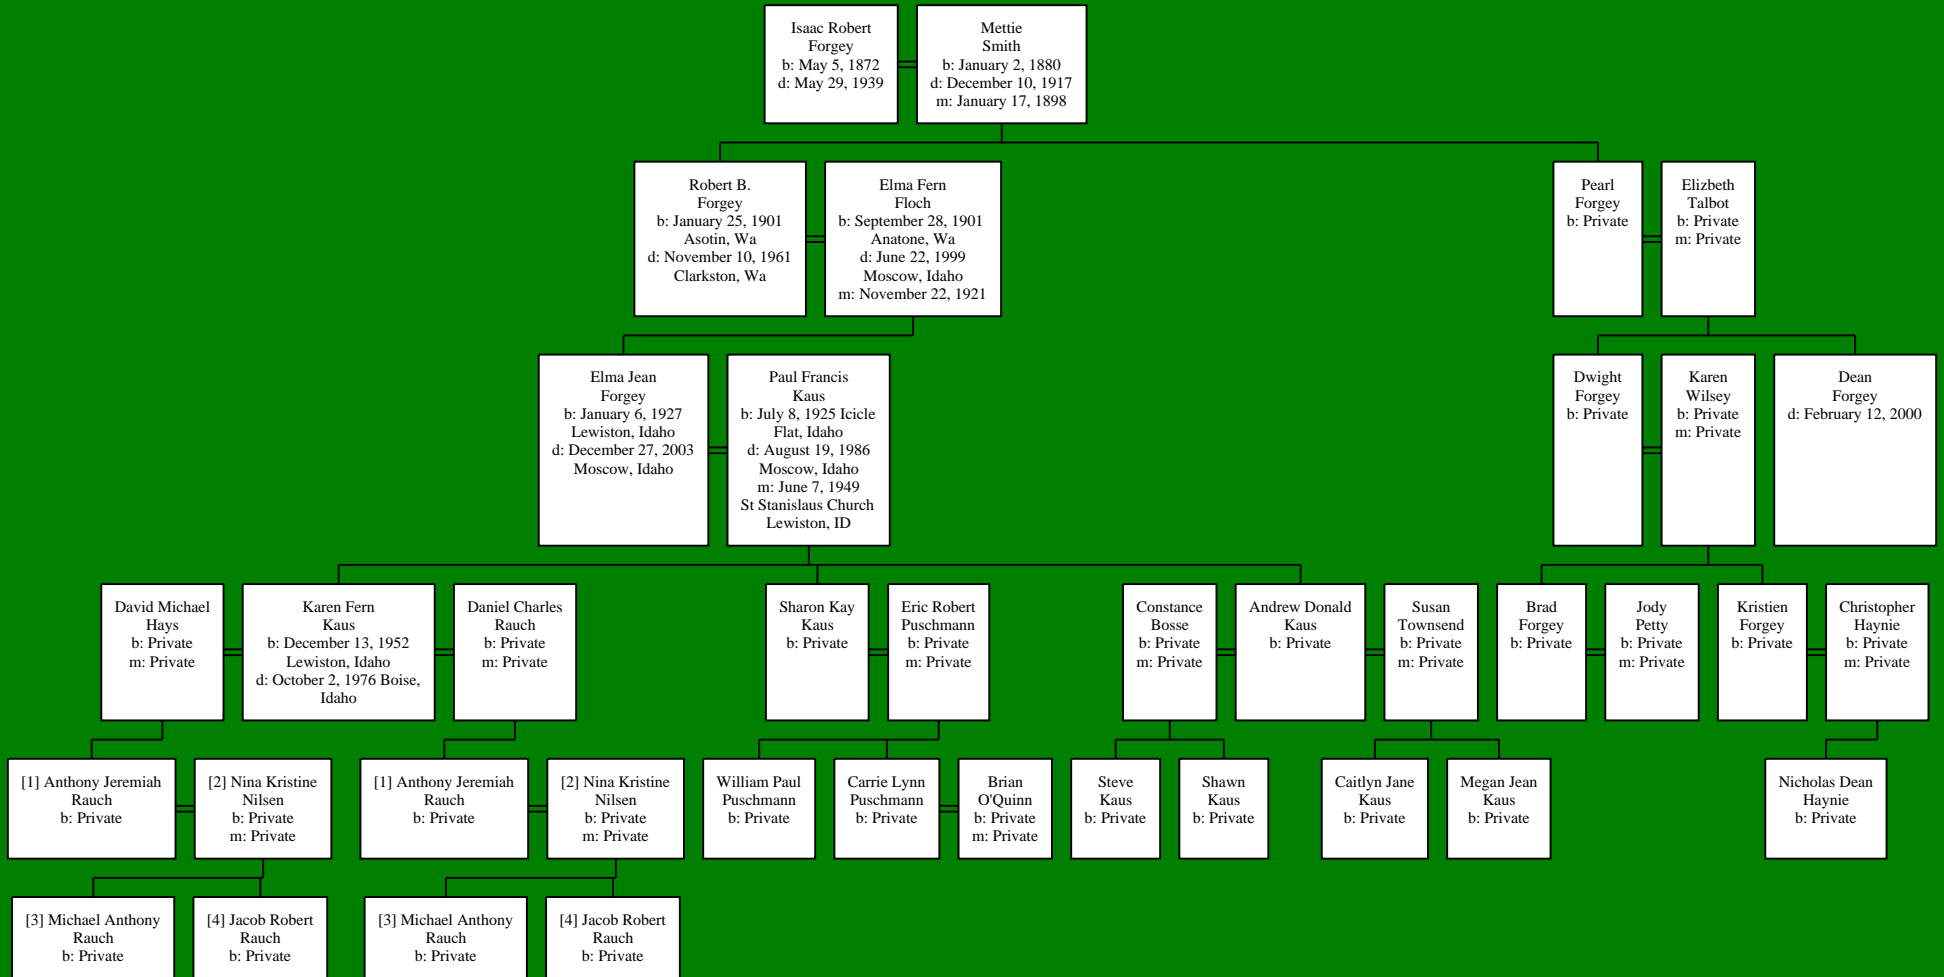 Isaac Robert
Forgey
b: May 5, 1872
d: May 29, 1939
Mettie
Smith
b: January 2, 1880
d: December 10, 1917
m: January 17, 1898
Robert B.
Forgey
b: January 25, 1901
Asotin, Wa
d: November 10, 1961
Clarkston, Wa
Elma Fern
Floch
b: September 28, 1901
Anatone, Wa
d: June 22, 1999
Moscow, Idaho
m: November 22, 1921
Pearl
Forgey
b: Private
Elizbeth
Talbot
b: Private
m: Private
Elma Jean
Forgey
b: January 6, 1927
Lewiston, Idaho
d: December 27, 2003
Moscow, Idaho
Paul Francis
Kaus
b: July 8, 1925 Icicle
Flat, Idaho
d: August 19, 1986
Moscow, Idaho
m: June 7, 1949
St Stanislaus Church
Lewiston, ID
Dwight
Forgey
b: Private
Karen
Wilsey
b: Private
m: Private
Dean
Forgey
d: February 12, 2000
David Michael
Hays
b: Private
m: Private
Karen Fern
Kaus
b: December 13, 1952
Lewiston, Idaho
d: October 2, 1976 Boise,
Idaho
Daniel Charles
Rauch
b: Private
m: Private
Sharon Kay
Kaus
b: Private
Eric Robert
Puschmann
b: Private
m: Private
Constance
Bosse
b: Private
m: Private
Andrew Donald
Kaus
b: Private
Susan
Townsend
b: Private
m: Private
Brad
Forgey
b: Private
Jody
Petty
b: Private
m: Private
Kristien
Forgey
b: Private
Christopher
Haynie
b: Private
m: Private
[1] Anthony Jeremiah
Rauch
b: Private
[2] Nina Kristine
Nilsen
b: Private
m: Private
[1] Anthony Jeremiah
Rauch
b: Private
[2] Nina Kristine
Nilsen
b: Private
m: Private
William Paul
Puschmann
b: Private
Carrie Lynn
Puschmann
b: Private
Brian
O'Quinn
b: Private
m: Private
Steve
Kaus
b: Private
Shawn
Kaus
b: Private
Caitlyn Jane
Kaus
b: Private
Megan Jean
Kaus
b: Private
Nicholas Dean
Haynie
b: Private
[3] Michael Anthony
Rauch
b: Private
[4] Jacob Robert
Rauch
b: Private
[3] Michael Anthony
Rauch
b: Private
[4] Jacob Robert
Rauch
b: Private